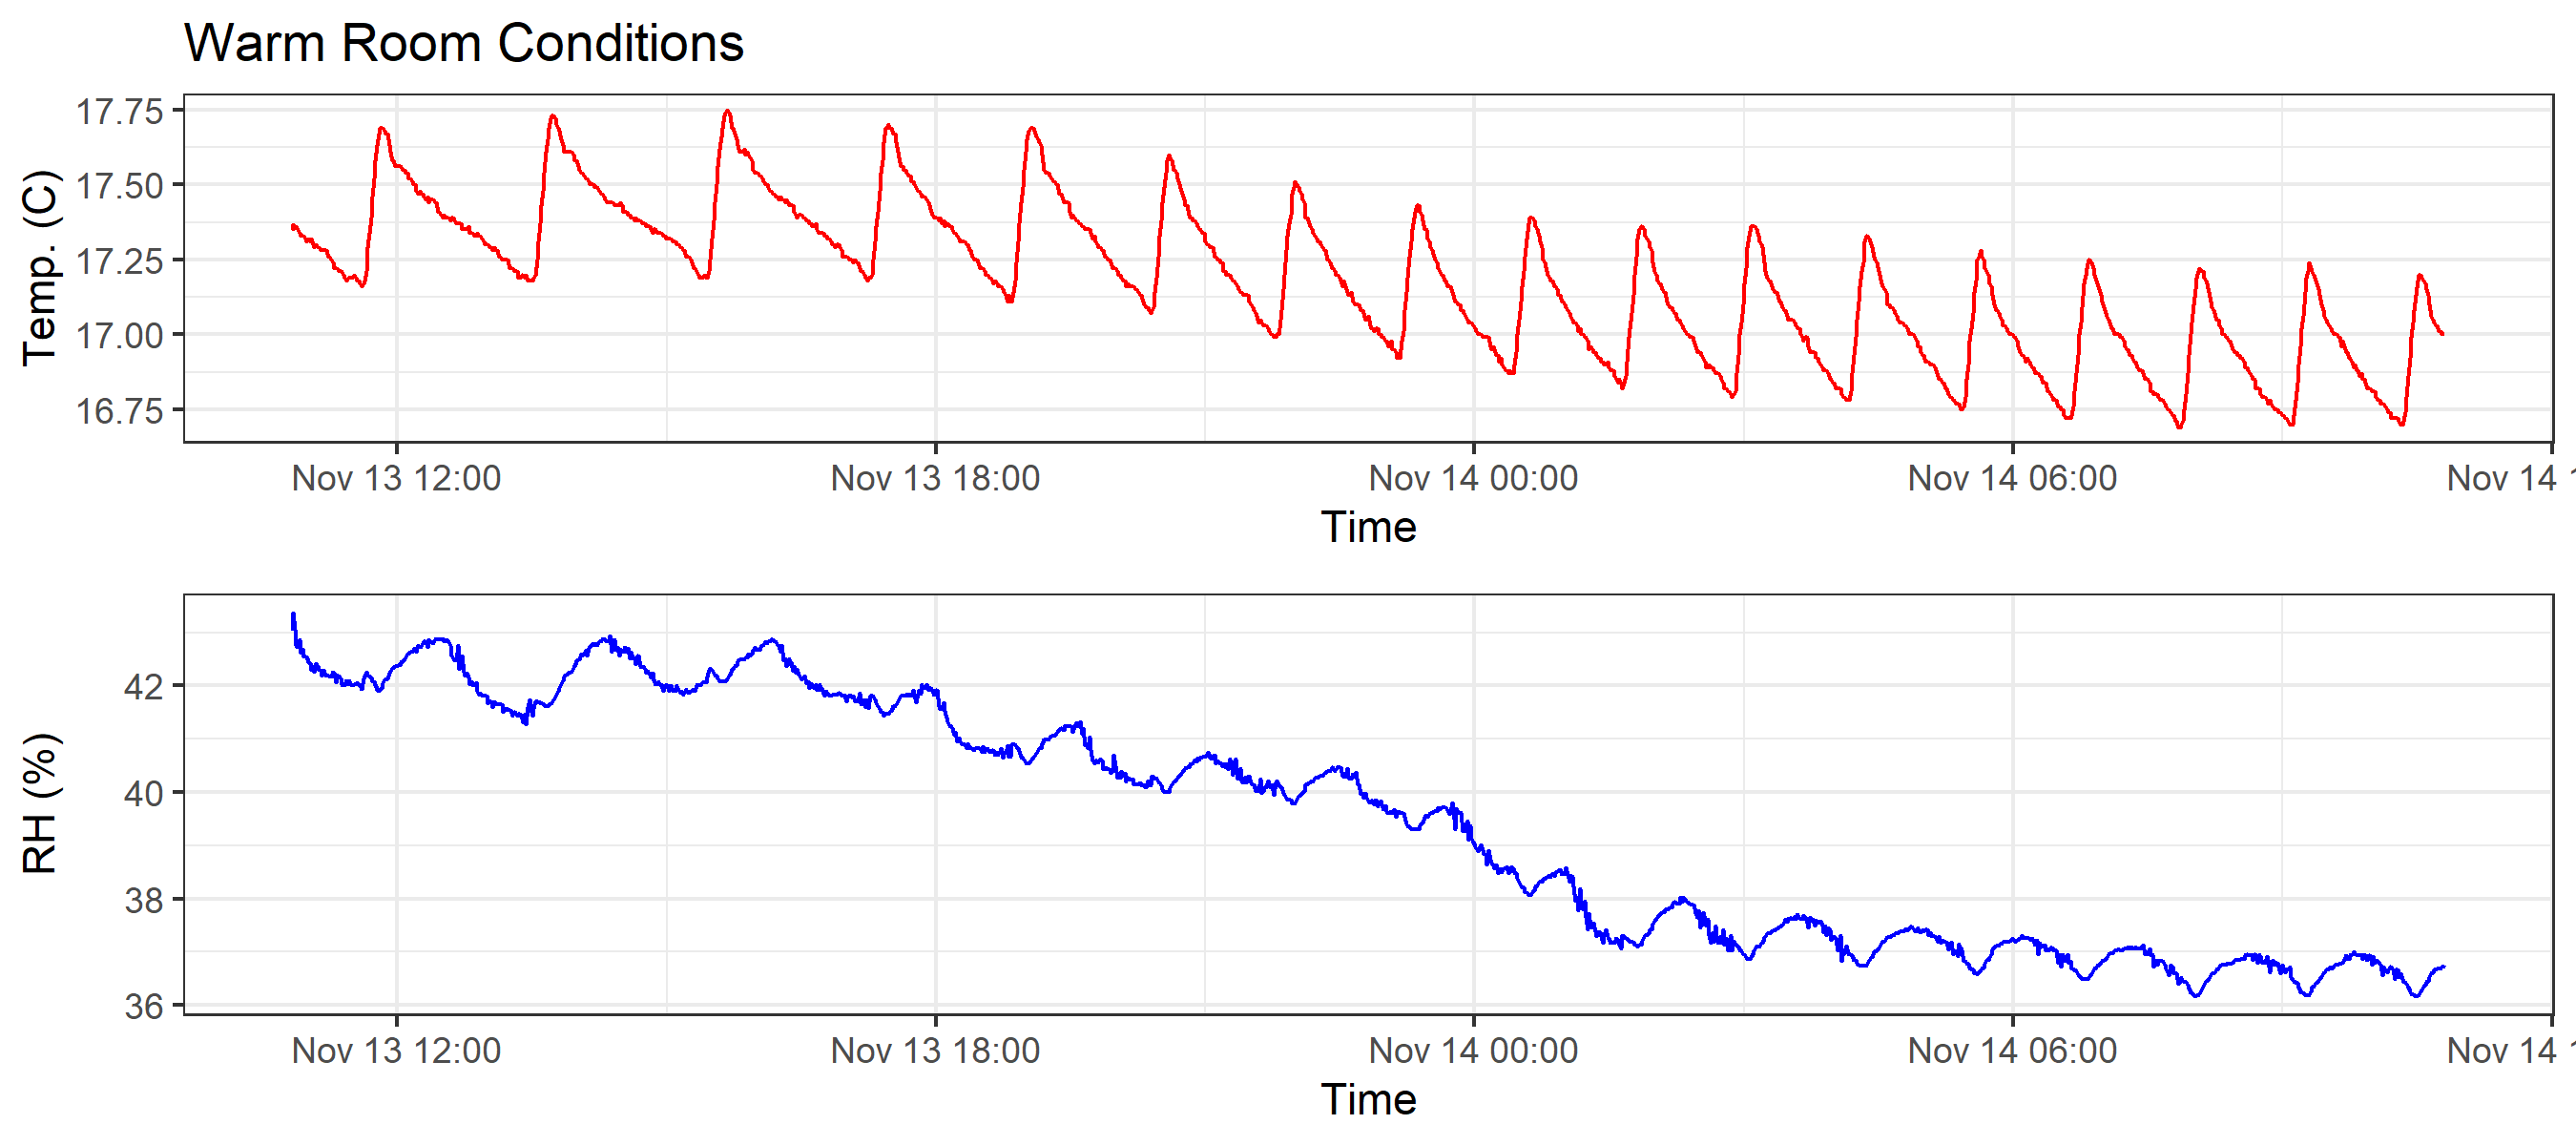 Warm Room Conditions
17.75
17.50
17.25
17.00
16.75
Temp. (C)
Nov 13 12:00 Nov 13 18:00 Nov 14 00:00 Nov 14 06:00 Nov 14
Time
42
40
38
36
RH (%)
Nov 13 12:00 Nov 13 18:00 Nov 14 00:00 Nov 14 06:00 Nov 14
Time